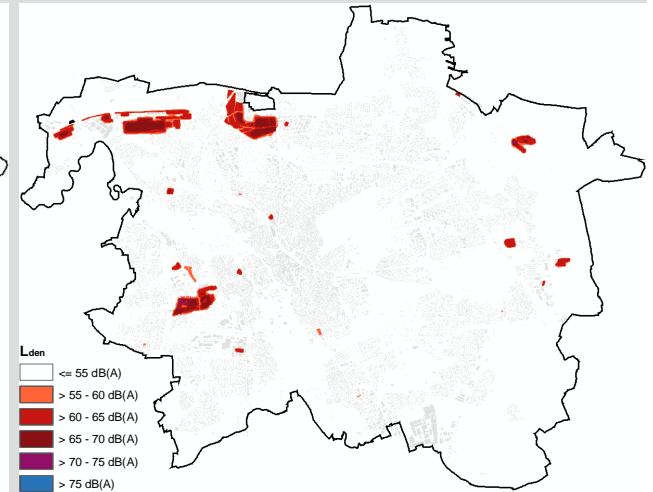 Lden
<= 55 dB(A)
> 55 - 60 dB(A)
> 60 - 65 dB(A)
> 65 - 70 dB(A)
> 70 - 75 dB(A)
> 75 dB(A)